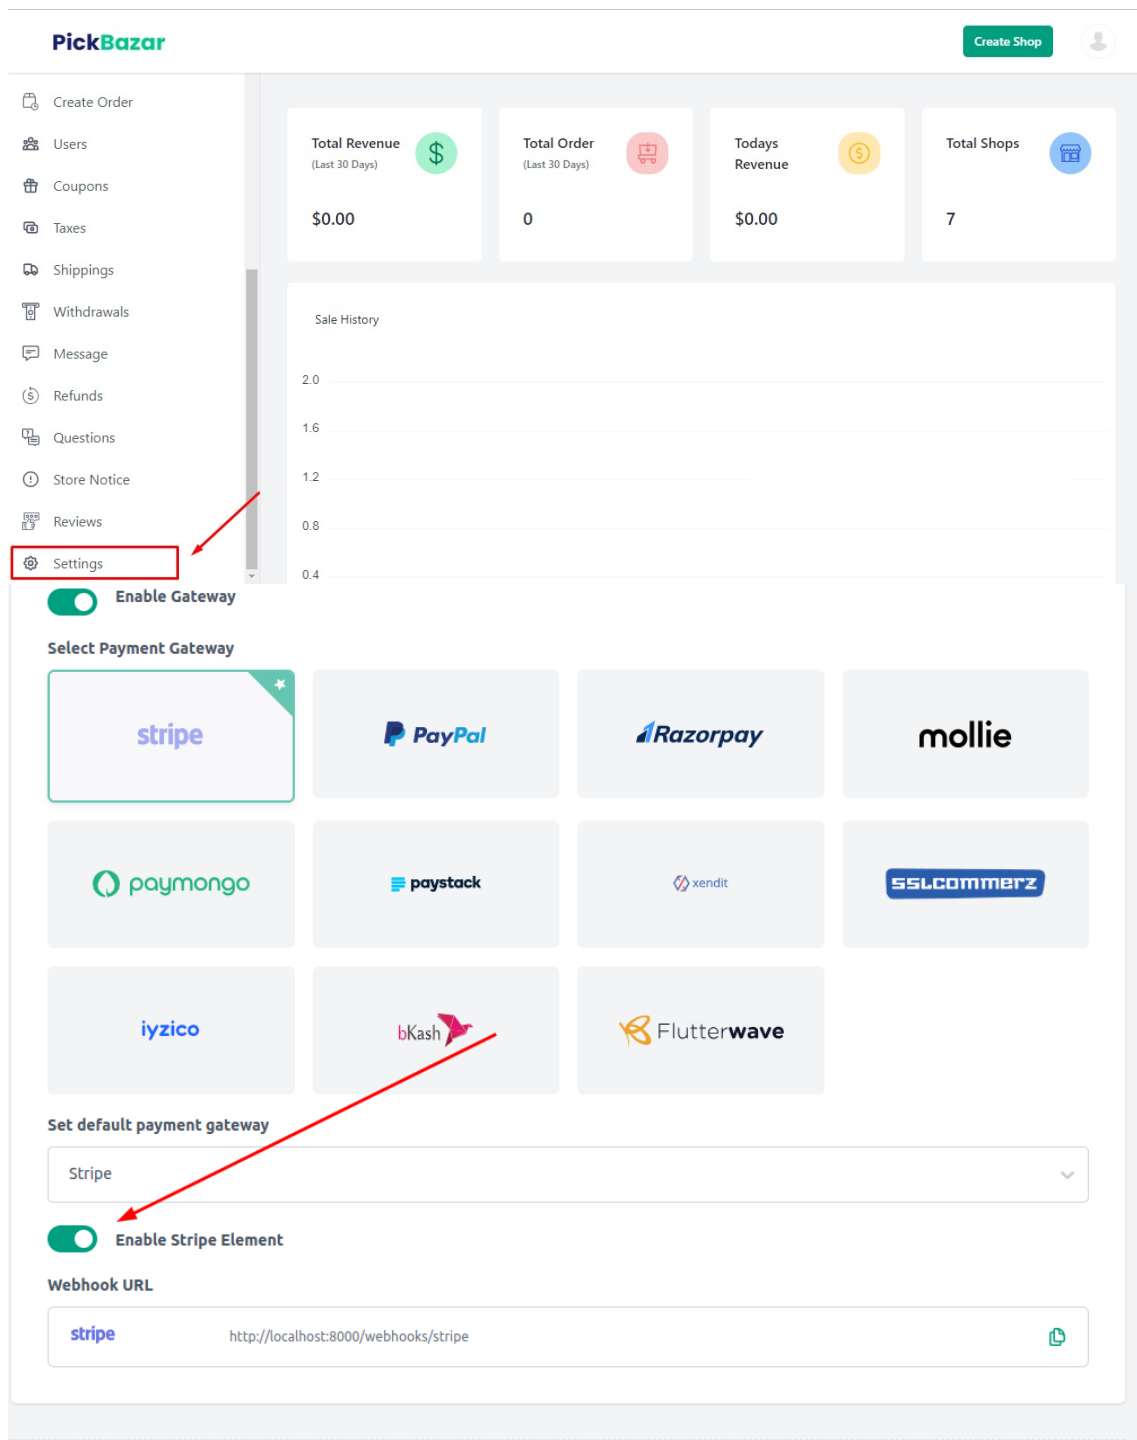 PickBazar
Create Shop
Create Order
Users
Coupons
Taxes
Shippings
Withdrawals
Message
Refunds
Questions
Store Notice
Reviews
Settings
Total Revenue
(Last 30 Days)
$0.00
Total Order
(Last 30 Days)
0
Todays
Revenue
$0.00
Total Shops
7
Sale History
2.0
1.6
1.2
0.8
0.4
Enable Gateway
Select Payment Gateway
stripe
PayPal
Razorpay
mollie
paymongo
paystack
xendit
SSLCOMMERZ
iyzico
bKash
Flutterwave
Set default payment gateway
Stripe
Enable Stripe Element
Webhook URL
stripe http://localhost:8000/webhooks/stripe